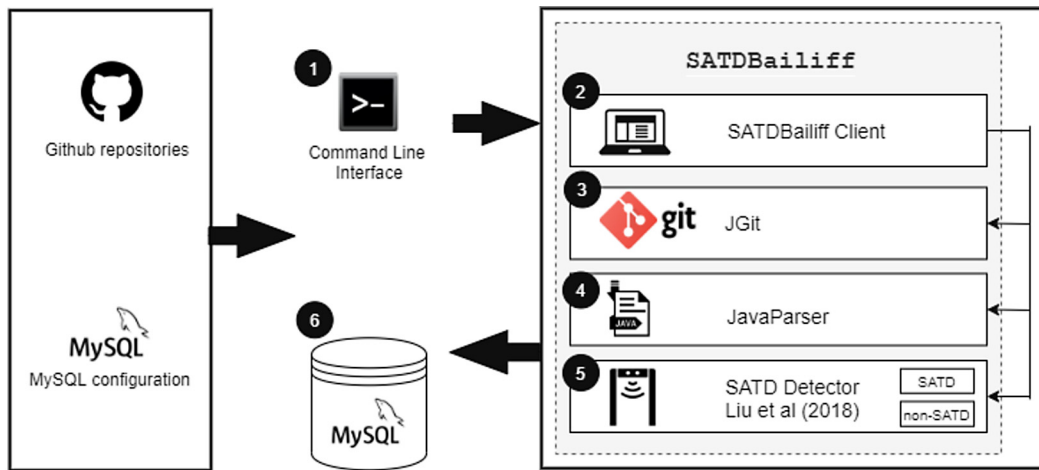 Github repositories
MySQL
MySQL configuration
1
>-
Command Line
Interface
6
MySQL
SATDBailiff
2
SATDBailiff Client
3
git
JGit
4
JAVA
JavaParser
5
SATD Detector
Liu et al (2018)
SATD
non-SATD